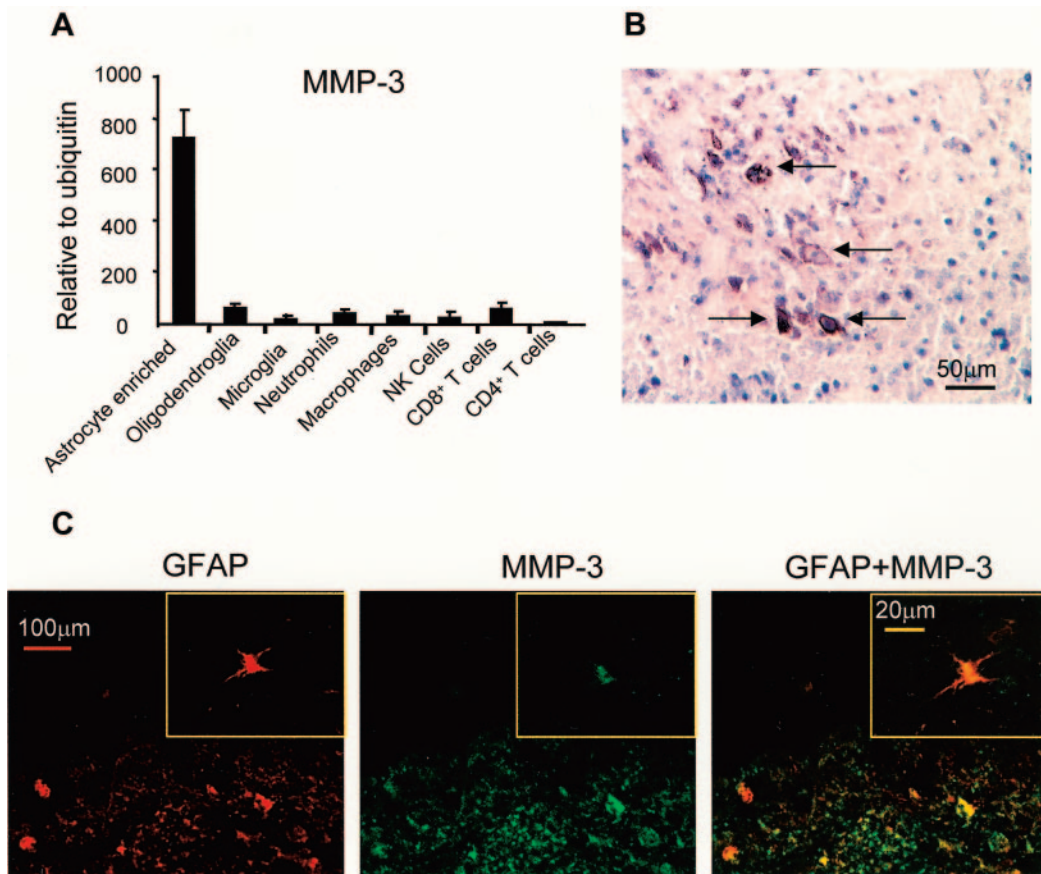 A
MMP-3
Relative to ubiquitin
1000
800
600
400
200
0
Astrocyte enriched
Oligodendroglia
Microglia
Neutrophils
Macrophages
NK Cells
CD8⁺ T cells
CD4⁺ T cells
B
50µm
C
GFAP
MMP-3
GFAP+MMP-3
100µm
20µm